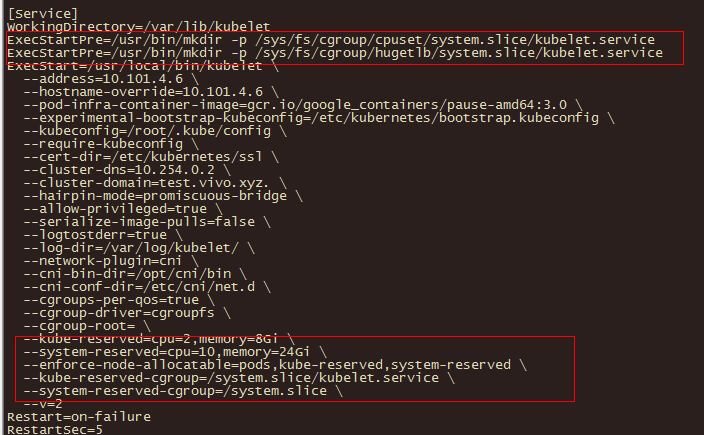 [Service]
WorkingDirectory=/var/lib/kubelet
ExecStartPre=/usr/bin/mkdir -p /sys/fs/cgroup/cpuset/system.slice/kubelet.service
ExecStartPre=/usr/bin/mkdir -p /sys/fs/cgroup/hugetlb/system.slice/kubelet.service
ExecStart=/usr/local/bin/kubelet \
  --address=10.101.4.6 \
  --hostname-override=10.101.4.6 \
  --pod-infra-container-image=gcr.io/google_containers/pause-amd64:3.0 \
  --experimental-bootstrap-kubeconfig=/etc/kubernetes/bootstrap.kubeconfig \
  --kubeconfig=/root/.kube/config \
  --require-kubeconfig \
  --cert-dir=/etc/kubernetes/ssl \
  --cluster-dns=10.254.0.2 \
  --cluster-domain=test.vivo.xyz. \
  --hairpin-mode=promiscuous-bridge \
  --allow-privileged=true \
  --serialize-image-pulls=false \
  --logtostderr=true \
  --log-dir=/var/log/kubelet/ \
  --network-plugin=cni \
  --cni-bin-dir=/opt/cni/bin \
  --cni-conf-dir=/etc/cni/net.d \
  --cgroups-per-qos=true \
  --cgroup-driver=cgroupfs \
  --cgroup-root= \
  --kube-reserved=cpu=2,memory=8Gi \
  --system-reserved=cpu=10,memory=24Gi \
  --enforce-node-allocatable=pods,kube-reserved,system-reserved \
  --kube-reserved-cgroup=/system.slice/kubelet.service \
  --system-reserved-cgroup=/system.slice \
  --v=2
Restart=on-failure
RestartSec=5